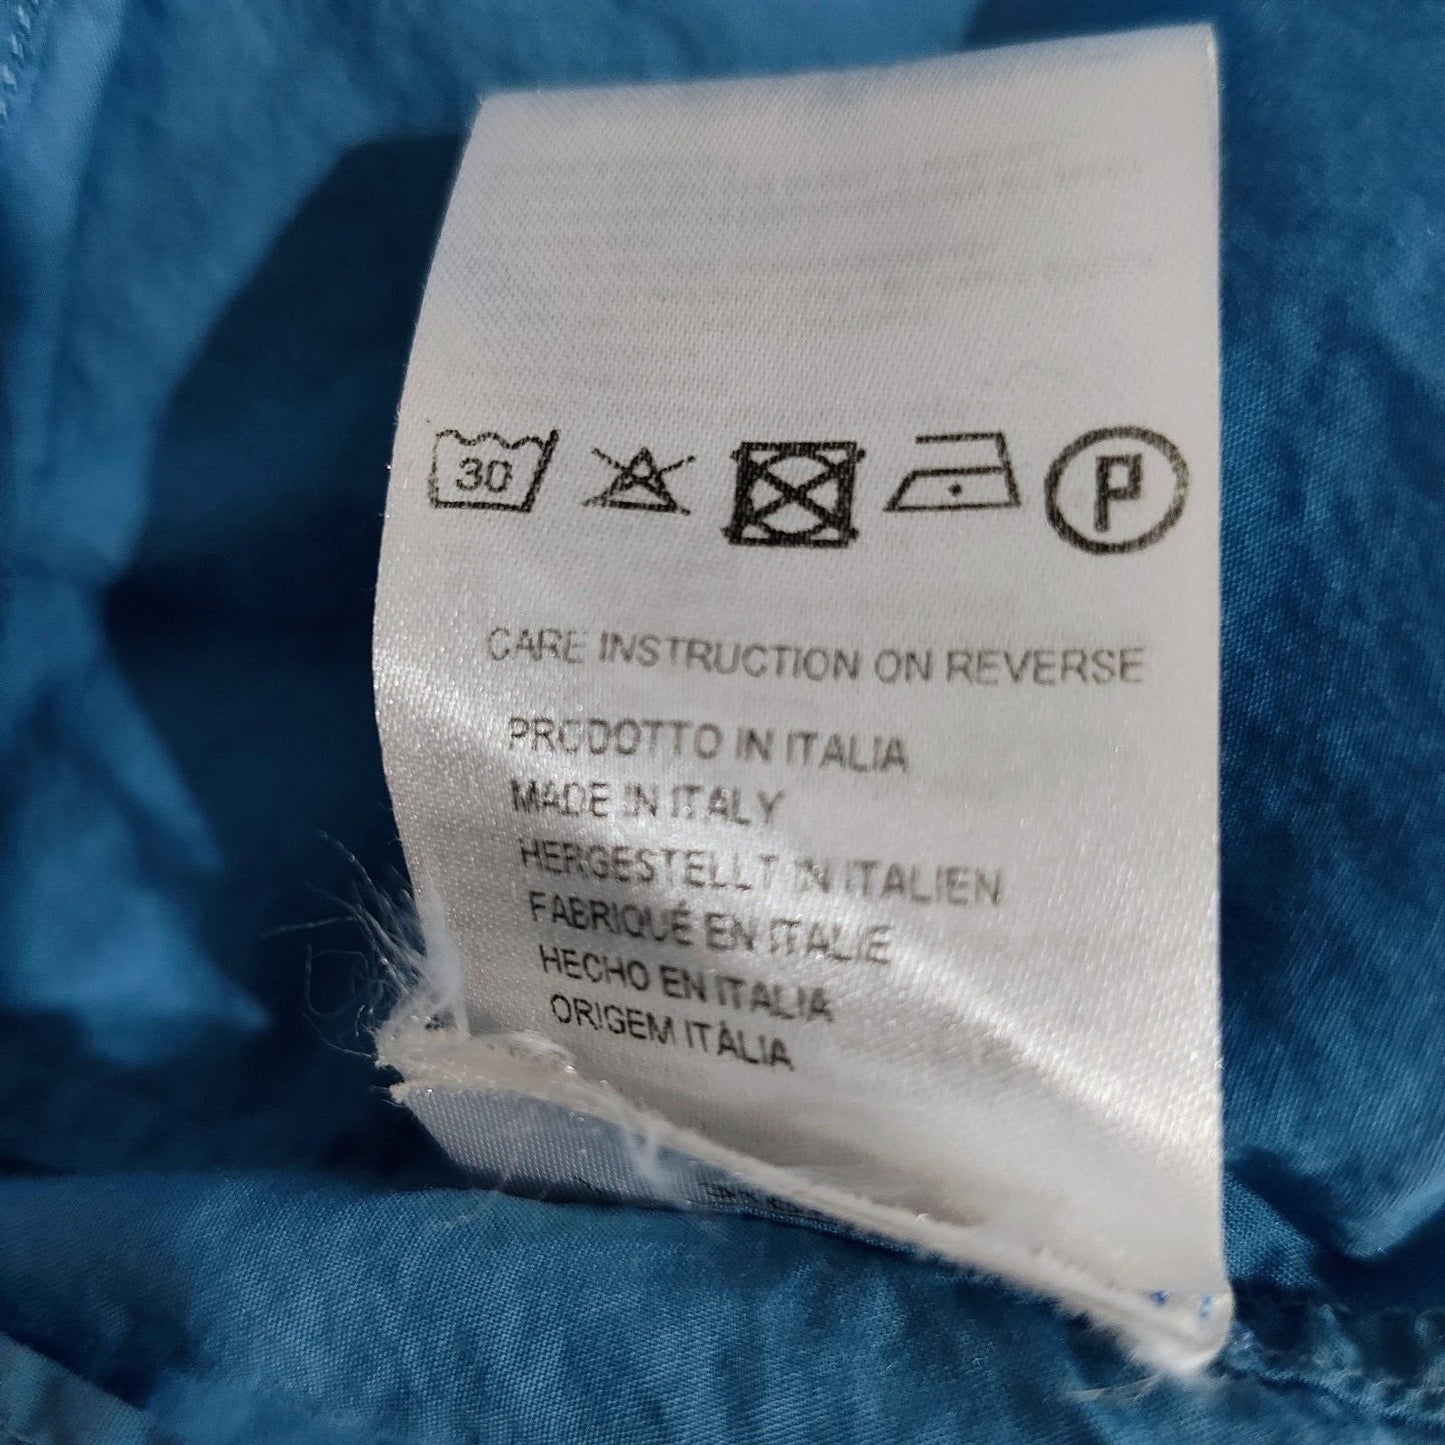 30
P
CARE INSTRUCTION ON REVERSE
PRODOTTO IN ITALIA
MADE IN ITALY
HERGESTELLT IN ITALIEN
FABRIQUÉ EN ITALIE
HECHO EN ITALIA
ORIGEM ITÀLIA